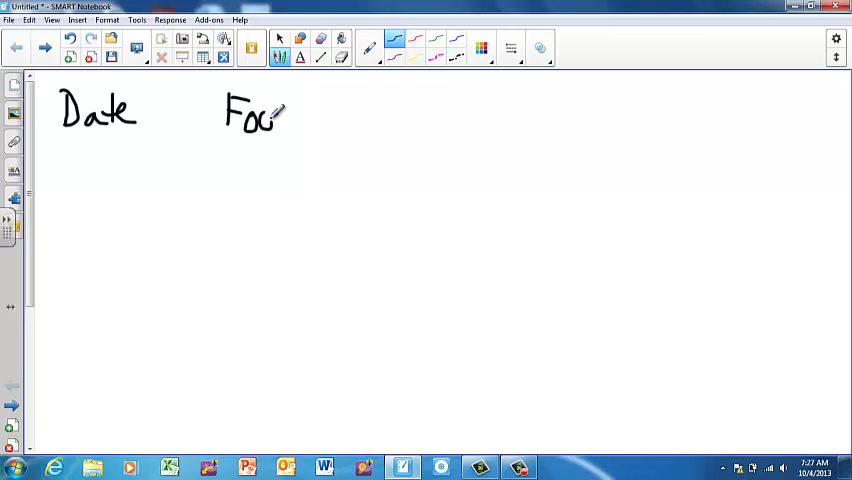 Untitled * - SMART Notebook
File Edit View Insert Format Tools Response Add-ons Help
Date Foc
7:27 AM
10/4/2013